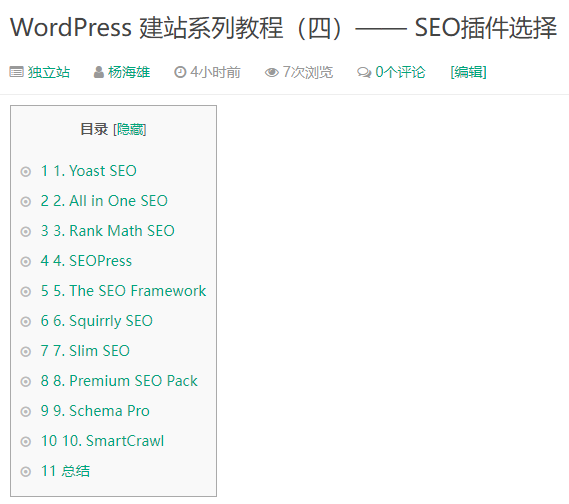 WordPress 建站系列教程（四）—— SEO插件选择
独立站 杨海雄 4小时前 7次浏览 0个评论 [编辑]
目录 [隐藏]
1 1. Yoast SEO
2 2. All in One SEO
3 3. Rank Math SEO
4 4. SEOPress
5 5. The SEO Framework
6 6. Squirrly SEO
7 7. Slim SEO
8 8. Premium SEO Pack
9 9. Schema Pro
10 10. SmartCrawl
11 总结